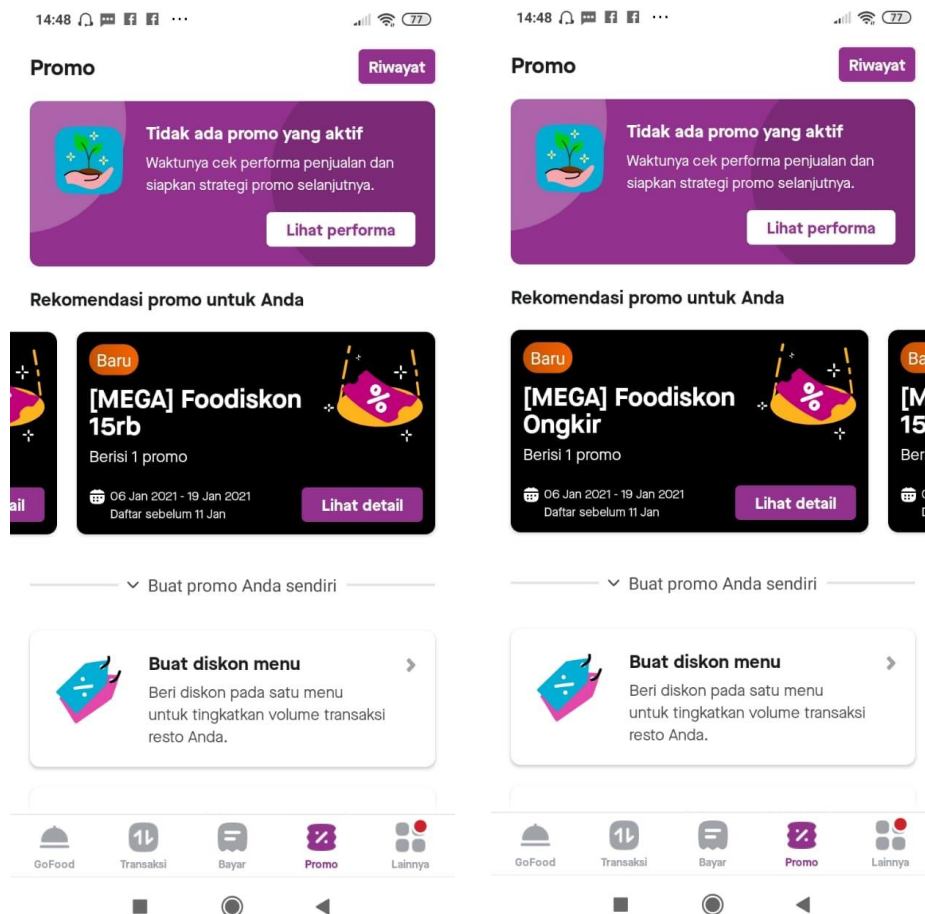 14:48
77
Promo
Riwayat
Tidak ada promo yang aktif
Waktunya cek performa penjualan dan
siapkan strategi promo selanjutnya.
Lihat performa
Rekomendasi promo untuk Anda
ail
Baru
[MEGA] Foodiskon
15rb
Berisi 1 promo
06 Jan 2021 - 19 Jan 2021
Daftar sebelum 11 Jan
Lihat detail
Buat promo Anda sendiri
Buat diskon menu
Beri diskon pada satu menu
untuk tingkatkan volume transaksi
resto Anda.
GoFood
Transaksi
Bayar
Promo
Lainnya
14:48
77
Promo
Riwayat
Tidak ada promo yang aktif
Waktunya cek performa penjualan dan
siapkan strategi promo selanjutnya.
Lihat performa
Rekomendasi promo untuk Anda
Baru
[MEGA] Foodiskon
Ongkir
Berisi 1 promo
06 Jan 2021 - 19 Jan 2021
Daftar sebelum 11 Jan
Lihat detail
Ba
[M
15
Ber
Buat promo Anda sendiri
Buat diskon menu
Beri diskon pada satu menu
untuk tingkatkan volume transaksi
resto Anda.
GoFood
Transaksi
Bayar
Promo
Lainnya